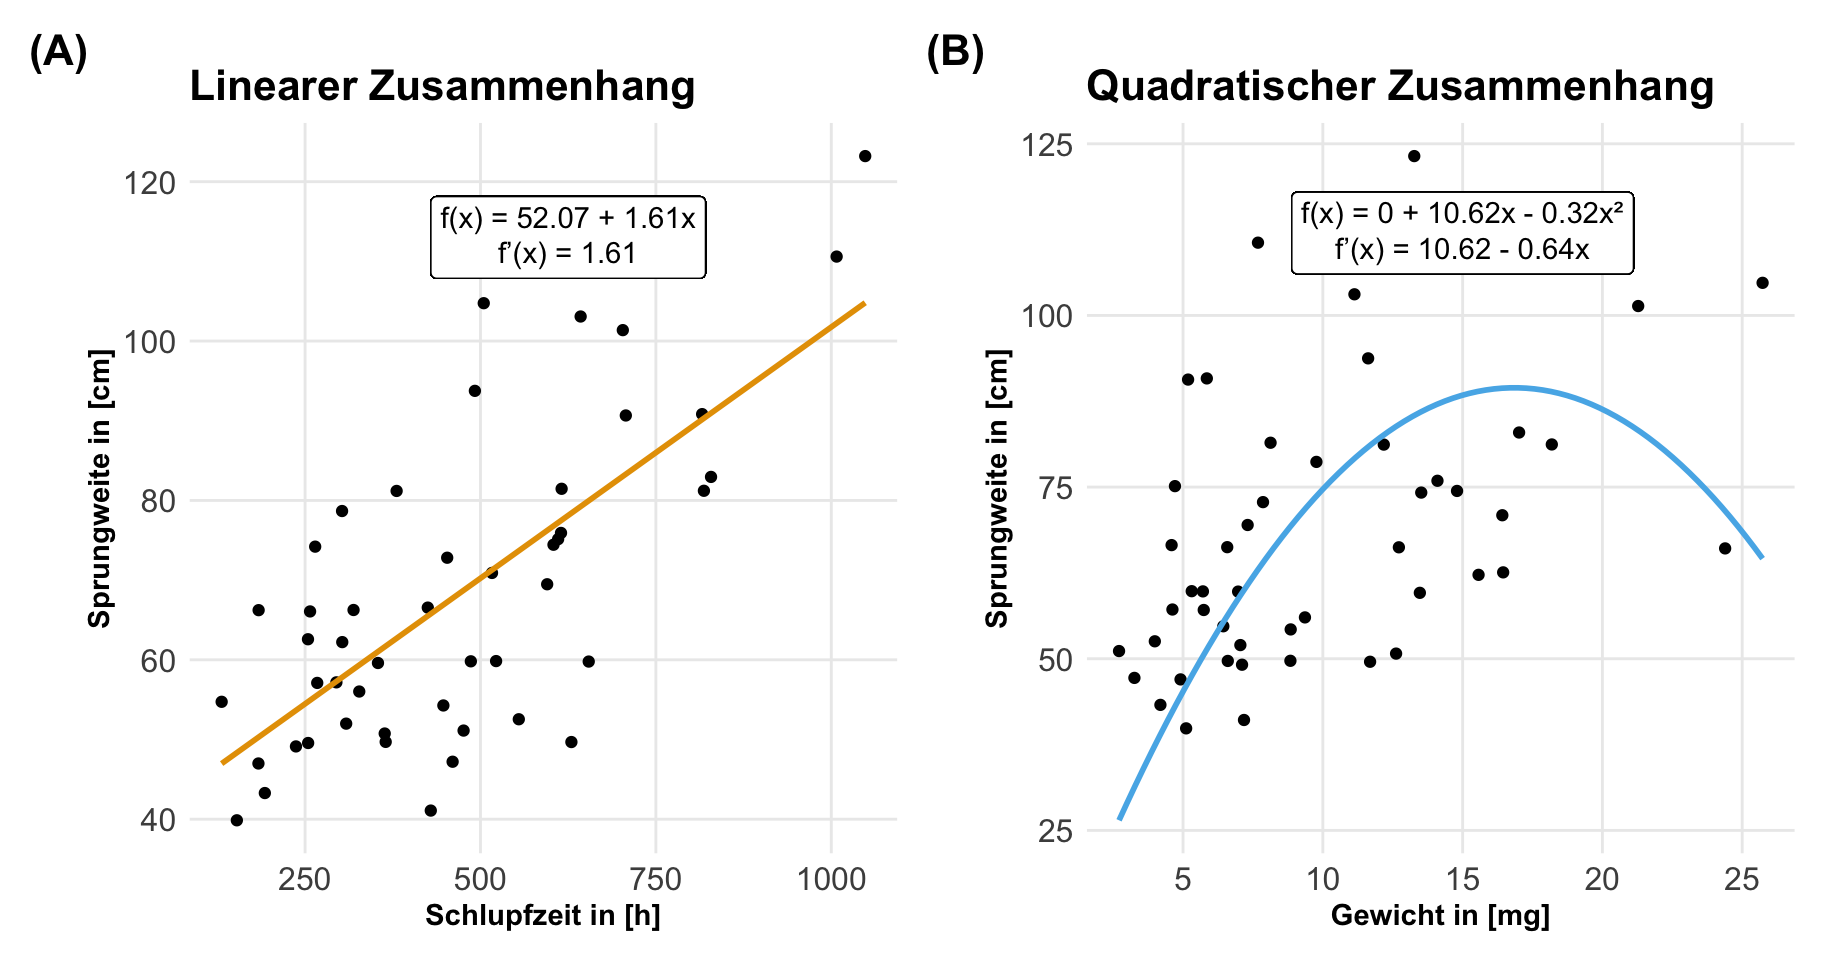 (A)
Linearer Zusammenhang
120
100
80
60
40
f(x) = 52.07 + 1.61x
f'(x) = 1.61
250 500 750 1000
Schlupfzeit in [h]
Sprungweite in [cm]
(B)
Quadratischer Zusammenhang
125
100
75
50
25
f(x) = 0 + 10.62x - 0.32x²
f'(x) = 10.62 - 0.64x
5 10 15 20 25
Gewicht in [mg]
Sprungweite in [cm]